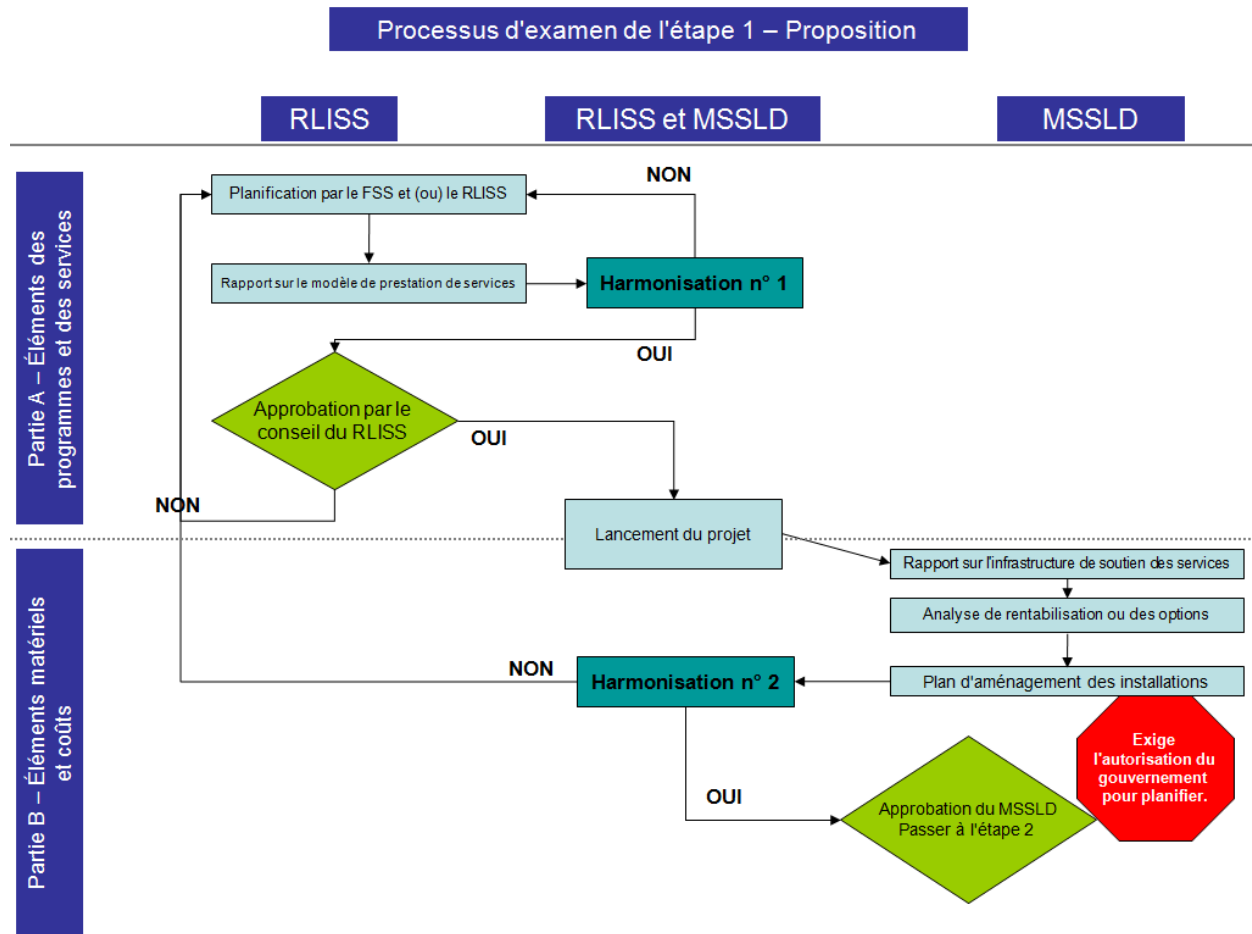 Processus d'examen de l'étape 1 – Proposition
RLISS
RLISS et MSSLD
MSSLD
Partie A – Éléments des
programmes et des services
NON
Planification par le FSS et (ou) le RLISS
Rapport sur le modèle de prestation de services
Harmonisation n° 1
OUI
Approbation par le
conseil du RLISS
OUI
NON
Lancement du projet
Partie B – Éléments matériels
et coûts
Rapport sur l'infrastructure de soutien des services
Analyse de rentabilisation ou des options
NON
Harmonisation n° 2
Plan d'aménagement des installations
Exige
l'autorisation du
gouvernement
pour planifier.
OUI
Approbation du MSSLD
Passer à l'étape 2